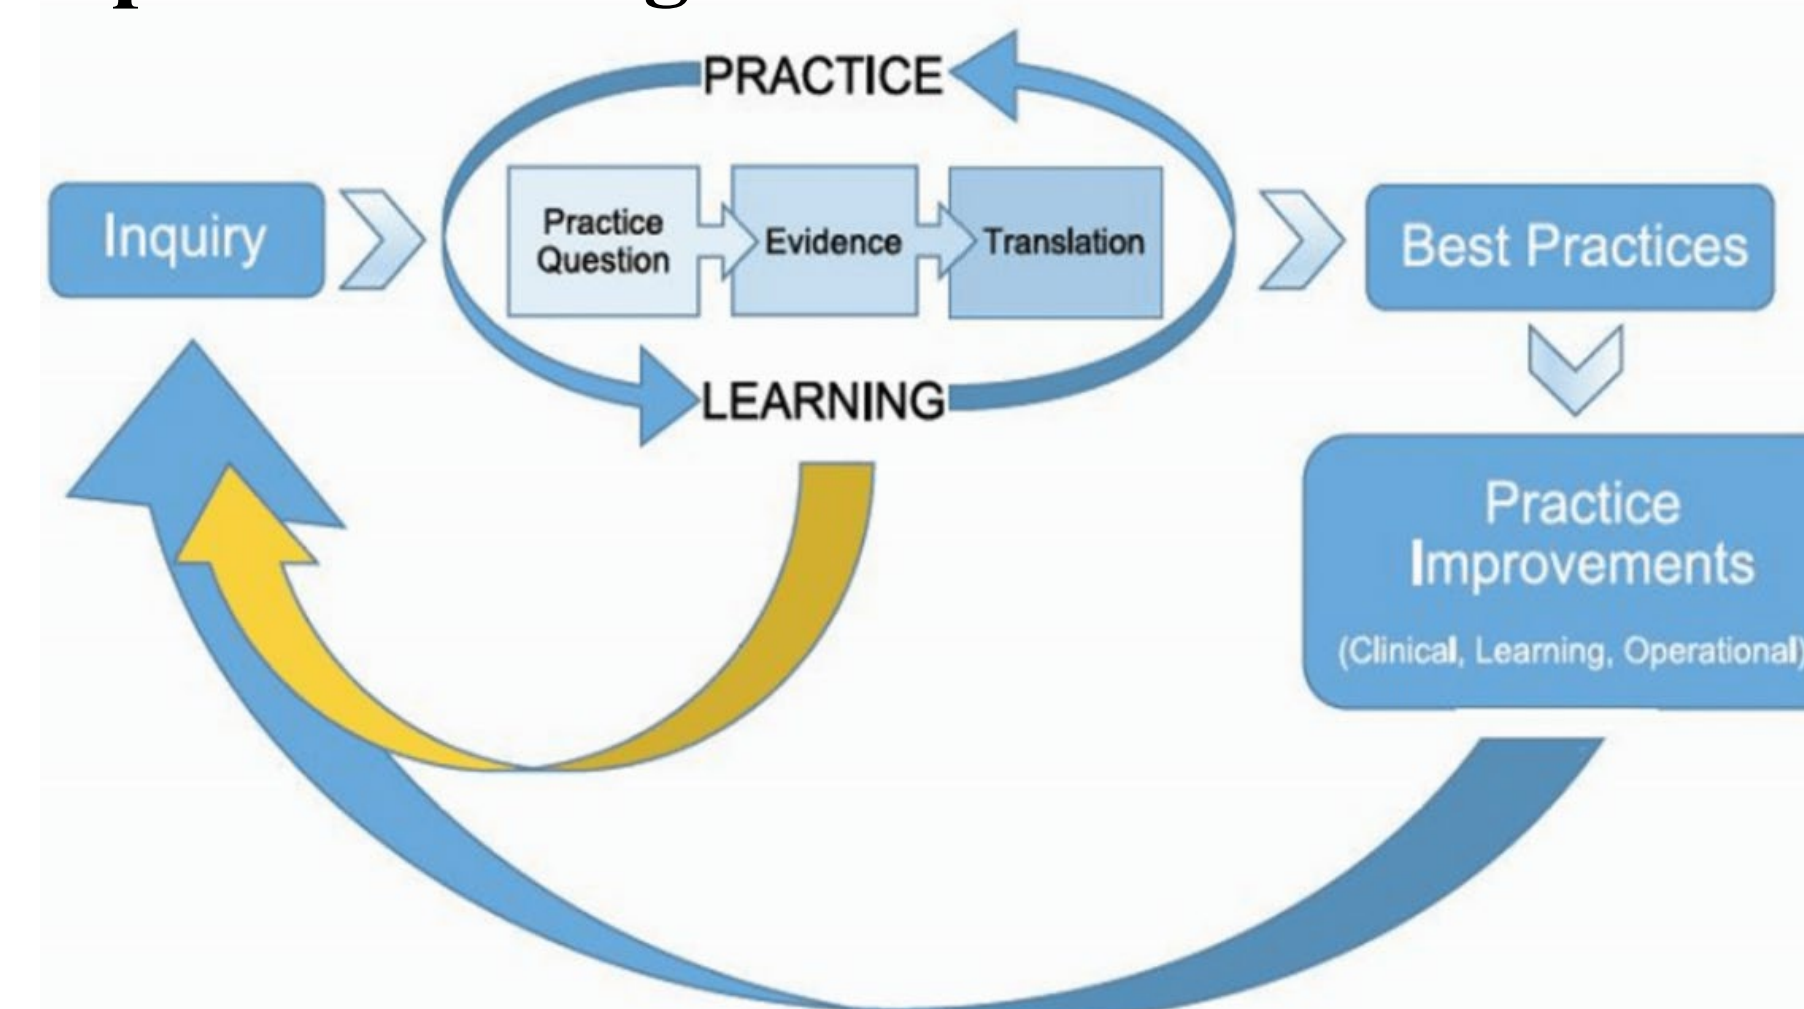 PRACTICE
Inquiry
Practice
Question
Evidence
Translation
Best Practices
LEARNING
Practice
Improvements
(Clinical, Learning, Operational)